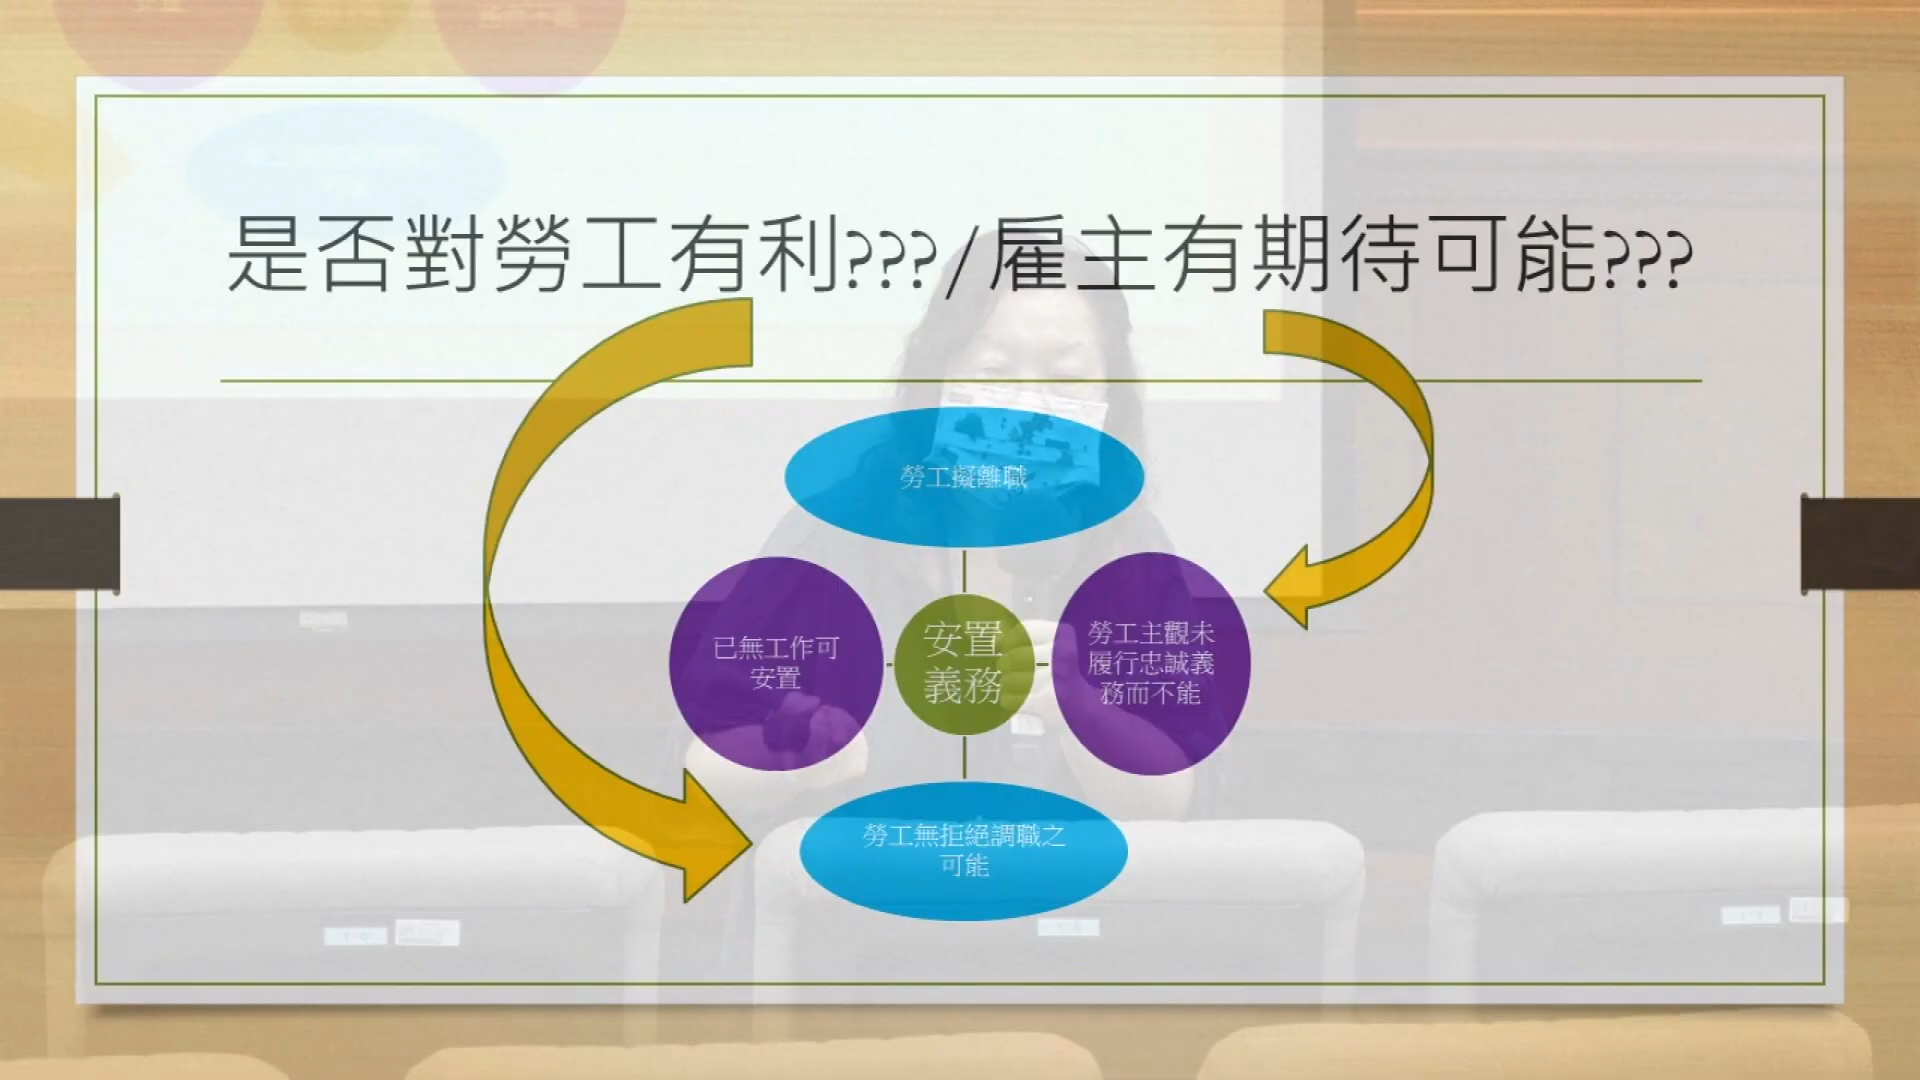 是否對勞工有利???/雇主有期待可能???
勞工擬離職
已無工作可
安置
安置
義務
勞工主觀未
履行忠誠義
務而不能
勞工無拒絕調職之
可能